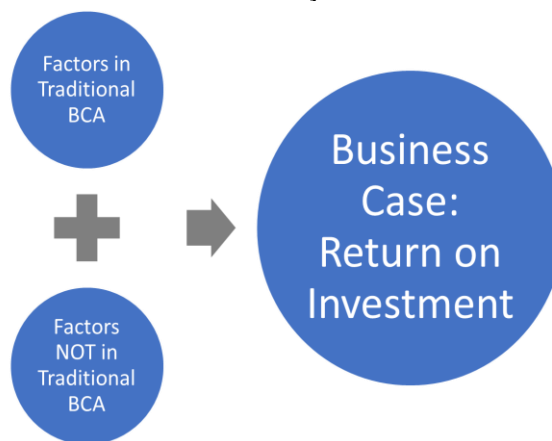 Factors in
Traditional
BCA
Factors
NOT in
Traditional
BCA
Business
Case:
Return on
Investment